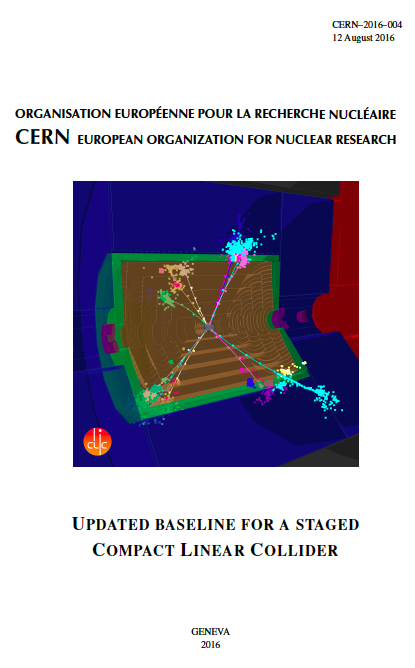 CERN–2016–004
12 August 2016
ORGANISATION EUROPÉENNE POUR LA RECHERCHE NUCLÉAIRE
CERN EUROPEAN ORGANIZATION FOR NUCLEAR RESEARCH
clic
UPDATED BASELINE FOR A STAGED
COMPACT LINEAR COLLIDER
GENEVA
2016